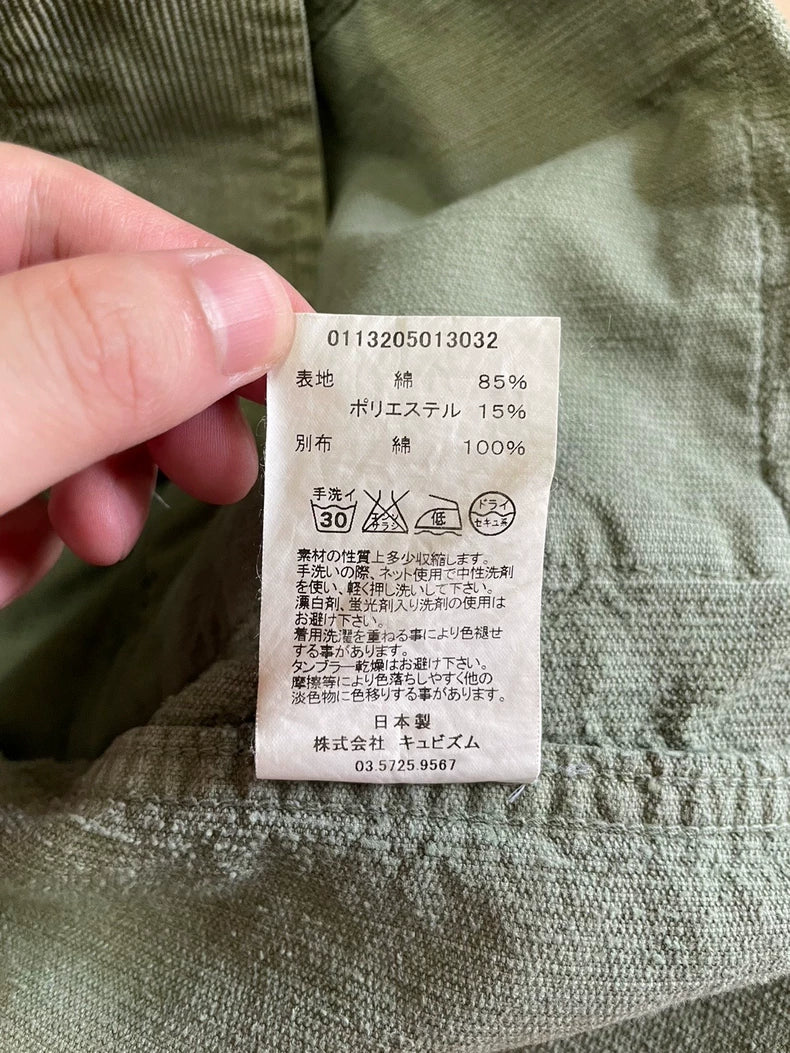 0113205013032
表地 綿 85%
ポリエステル 15%
別布 綿 100%
手洗イ
30
エンソサラシ
低
ドライ
セキユ系
素材の性質上多少収縮します。
手洗いの際、ネット使用で中性洗剤
を使い、軽く押し洗いして下さい。
漂白剤、蛍光剤入り洗剤の使用は
お避け下さい。
着用洗濯を重ねる事により色褪せ
する事があります。
タンブラー乾燥はお避け下さい。
摩擦等により色落ちしやすく他の
淡色物に色移りする事があります。
日本製
株式会社 キュビズム
03.5725.9567